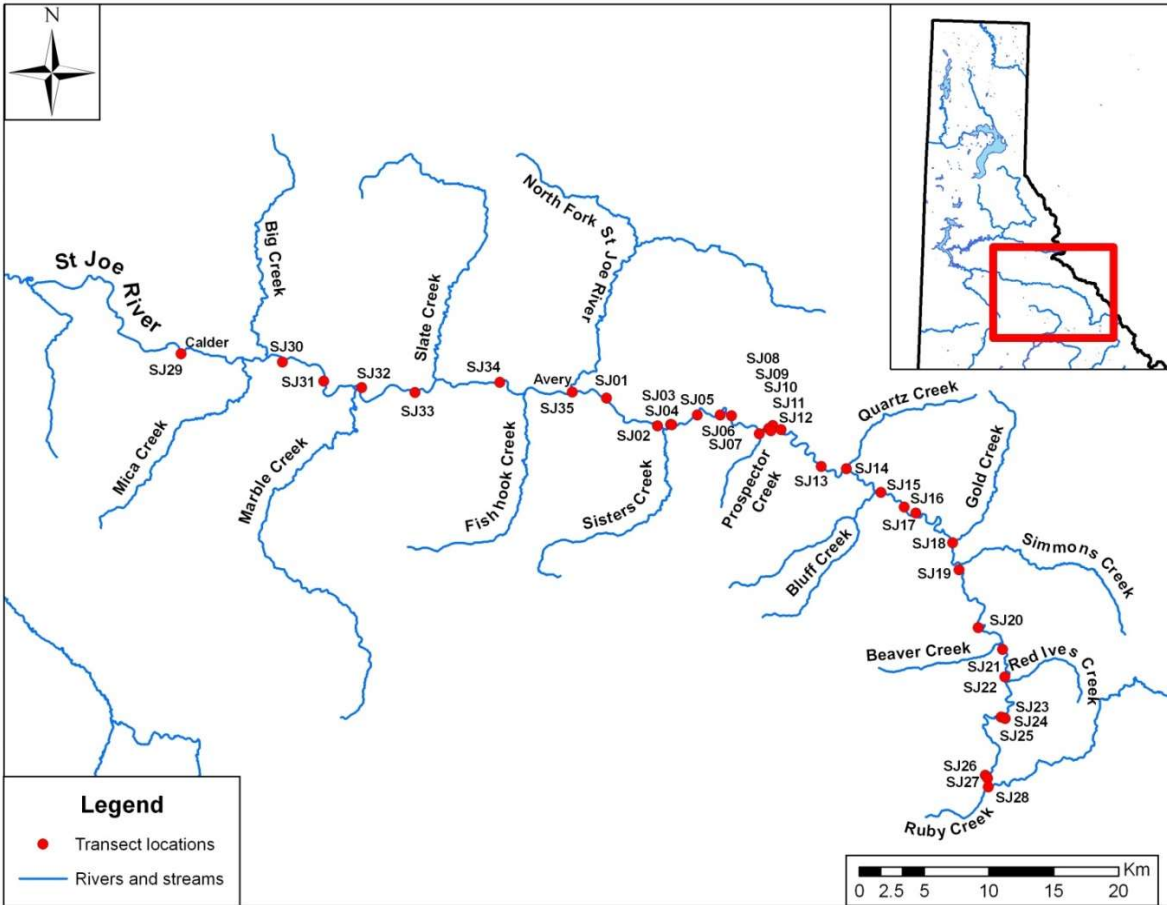 N
North Fork St Joe River
Big Creek
St Joe River
Slate Creek
Calder
SJ29
SJ30
SJ31
SJ32
SJ33
SJ34
Avery
SJ35
SJ01
SJ02
SJ03
SJ04
SJ05
SJ06
SJ07
SJ08
SJ09
SJ10
SJ11
SJ12
Quartz Creek
Mica Creek
Marble Creek
Fishhook Creek
Sisters Creek
Prospector Creek
SJ13
SJ14
SJ15
SJ16
SJ17
Gold Creek
Bluff Creek
SJ18
SJ19
Simmons Creek
SJ20
Beaver Creek
SJ21
Red Ives Creek
SJ22
SJ23
SJ24
SJ25
SJ26
SJ27
SJ28
Ruby Creek
Legend
Transect locations
Rivers and streams
Km
0 2.5 5 10 15 20